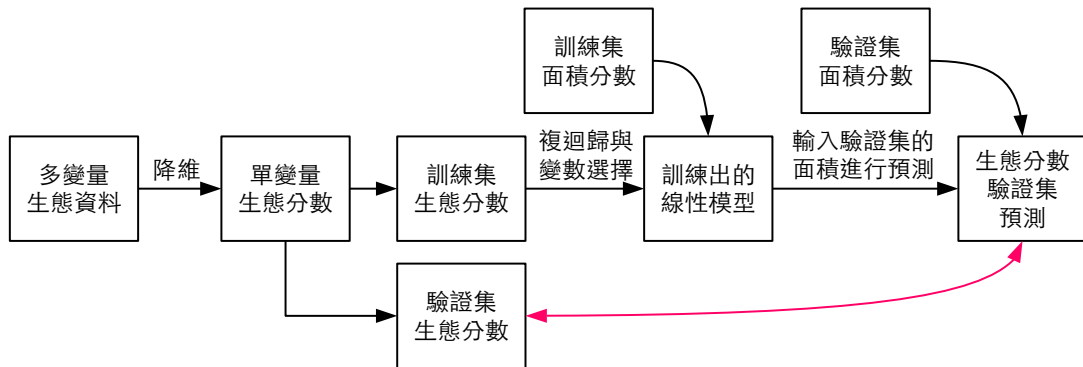 訓練集
面積分數
驗證集
面積分數
多變量
生態資料
降維
單變量
生態分數
訓練集
生態分數
複迴歸與
變數選擇
訓練出的
線性模型
輸入驗證集的
面積進行預測
生態分數
驗證集
預測
驗證集
生態分數